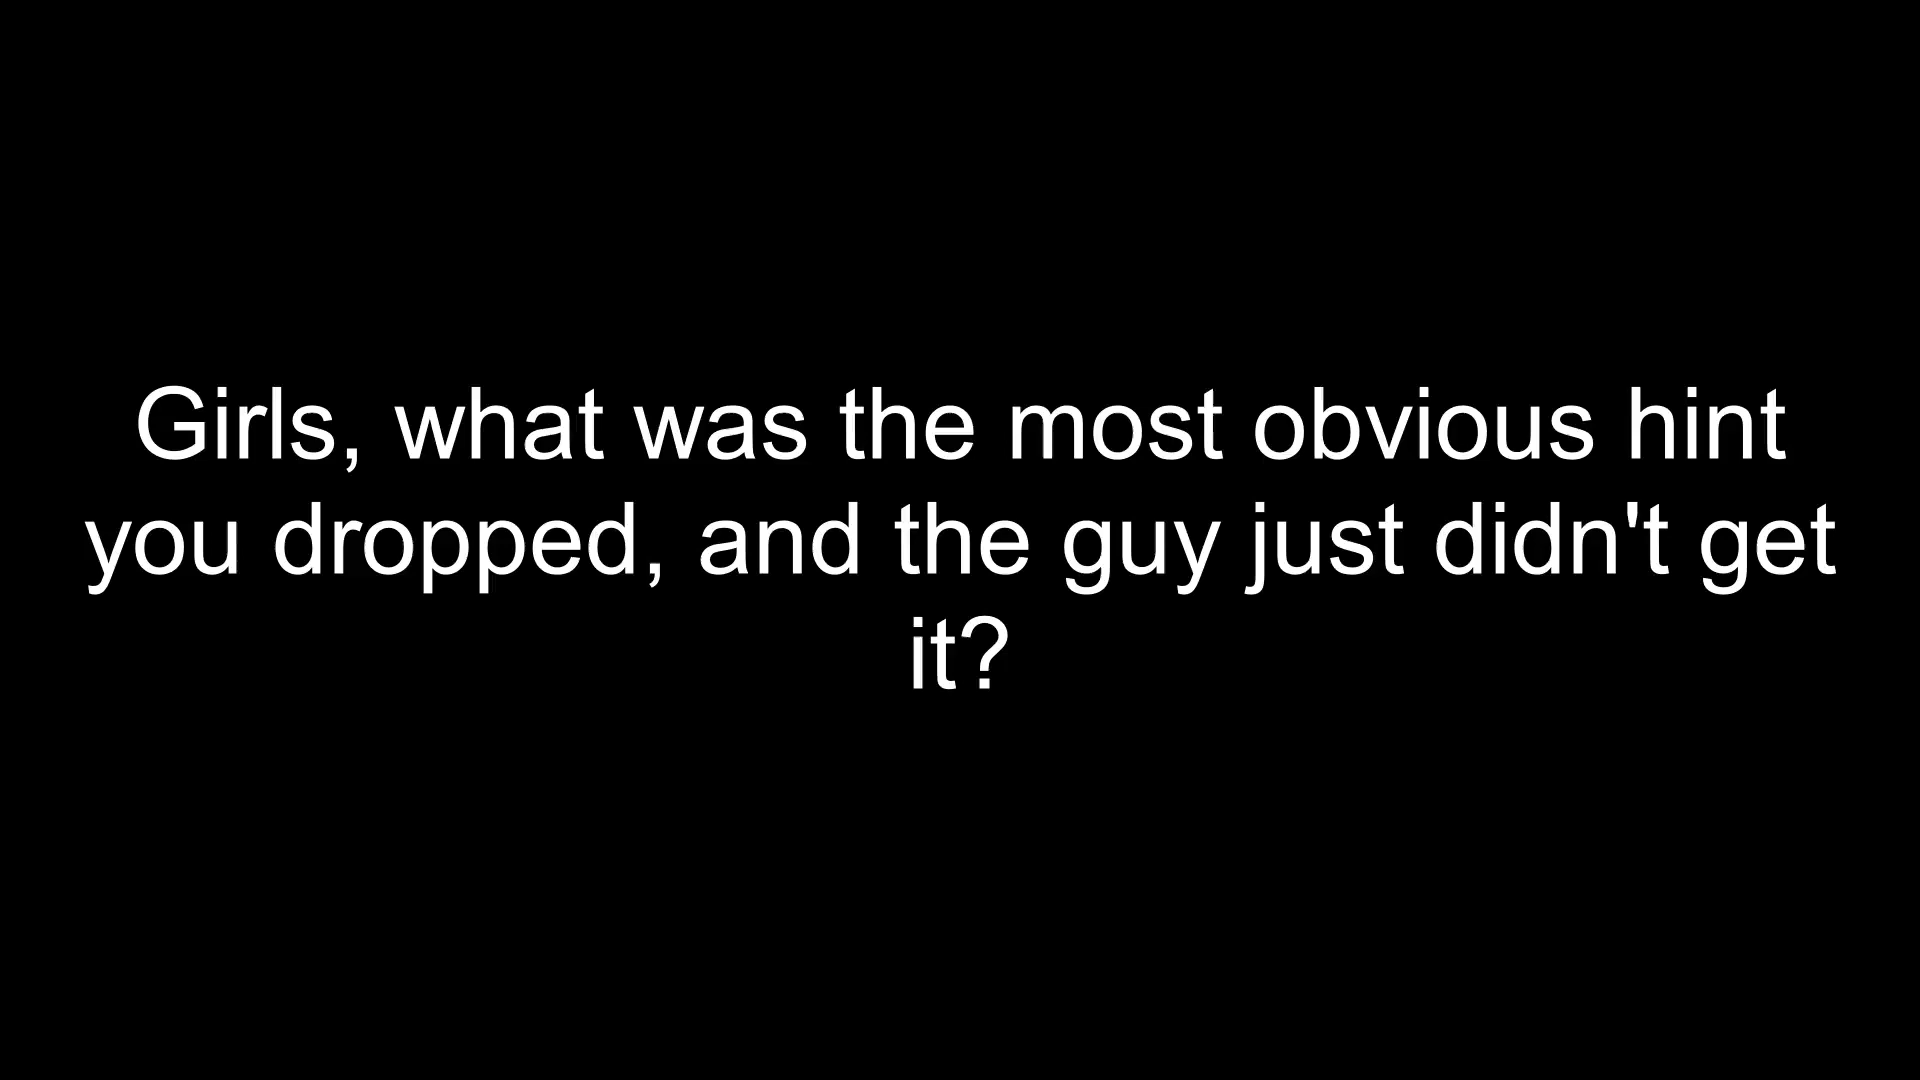 Girls, what was the most obvious hint
you dropped, and the guy just didn't get
it?